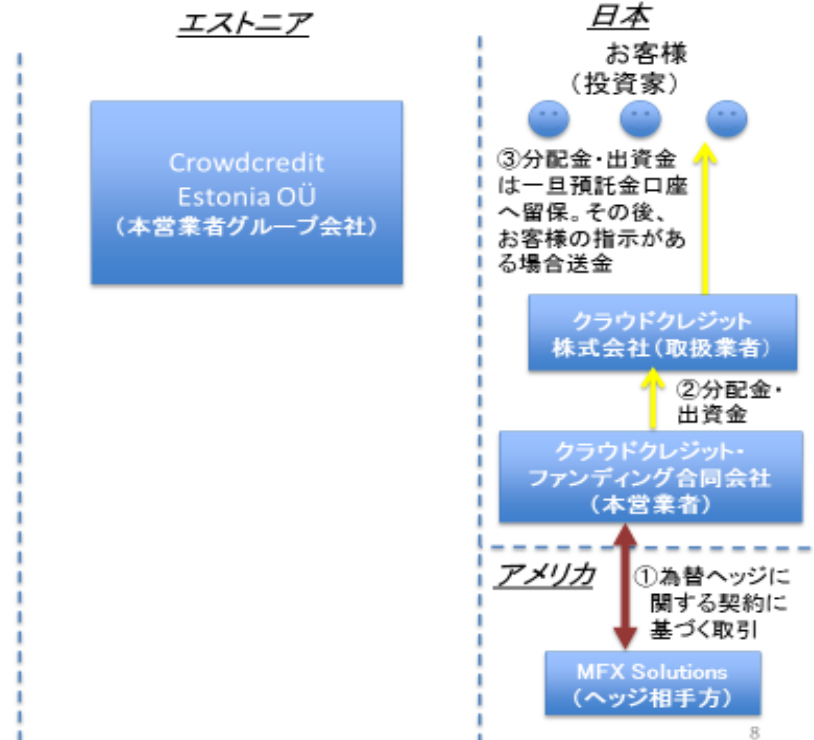 エストニア
Crowdcredit
Estonia OÜ
（本営業者グループ会社）
日本
お客様
（投資家）
③分配金・出資金
は一旦預託金口座
へ留保。その後、
お客様の指示があ
る場合送金
クラウドクレジット
株式会社（取扱業者）
②分配金・
出資金
クラウドクレジット・
ファンディング合同会社
（本営業者）
アメリカ
①為替ヘッジに
関する契約に
基づく取引
MFX Solutions
（ヘッジ相手方）
8